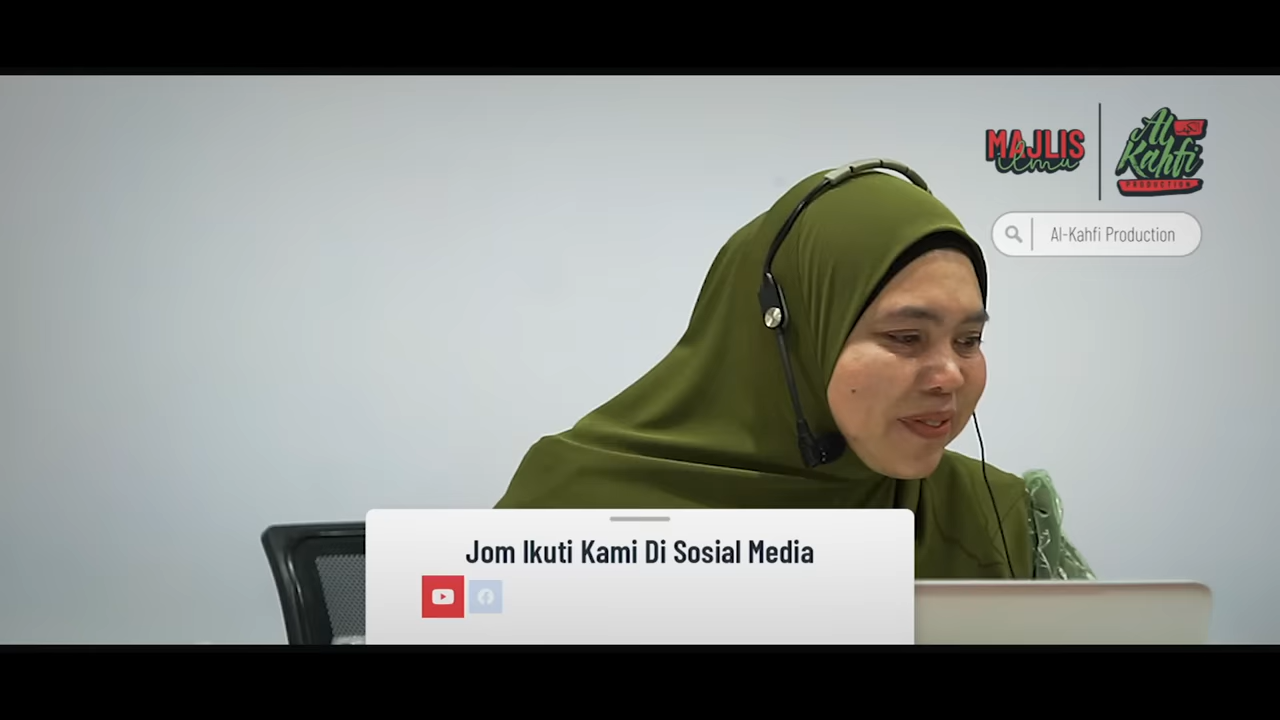 MAJLIS
Ilmu
Al
Kahfi
PRODUCTION
Al-Kahfi Production
Jom Ikuti Kami Di Sosial Media